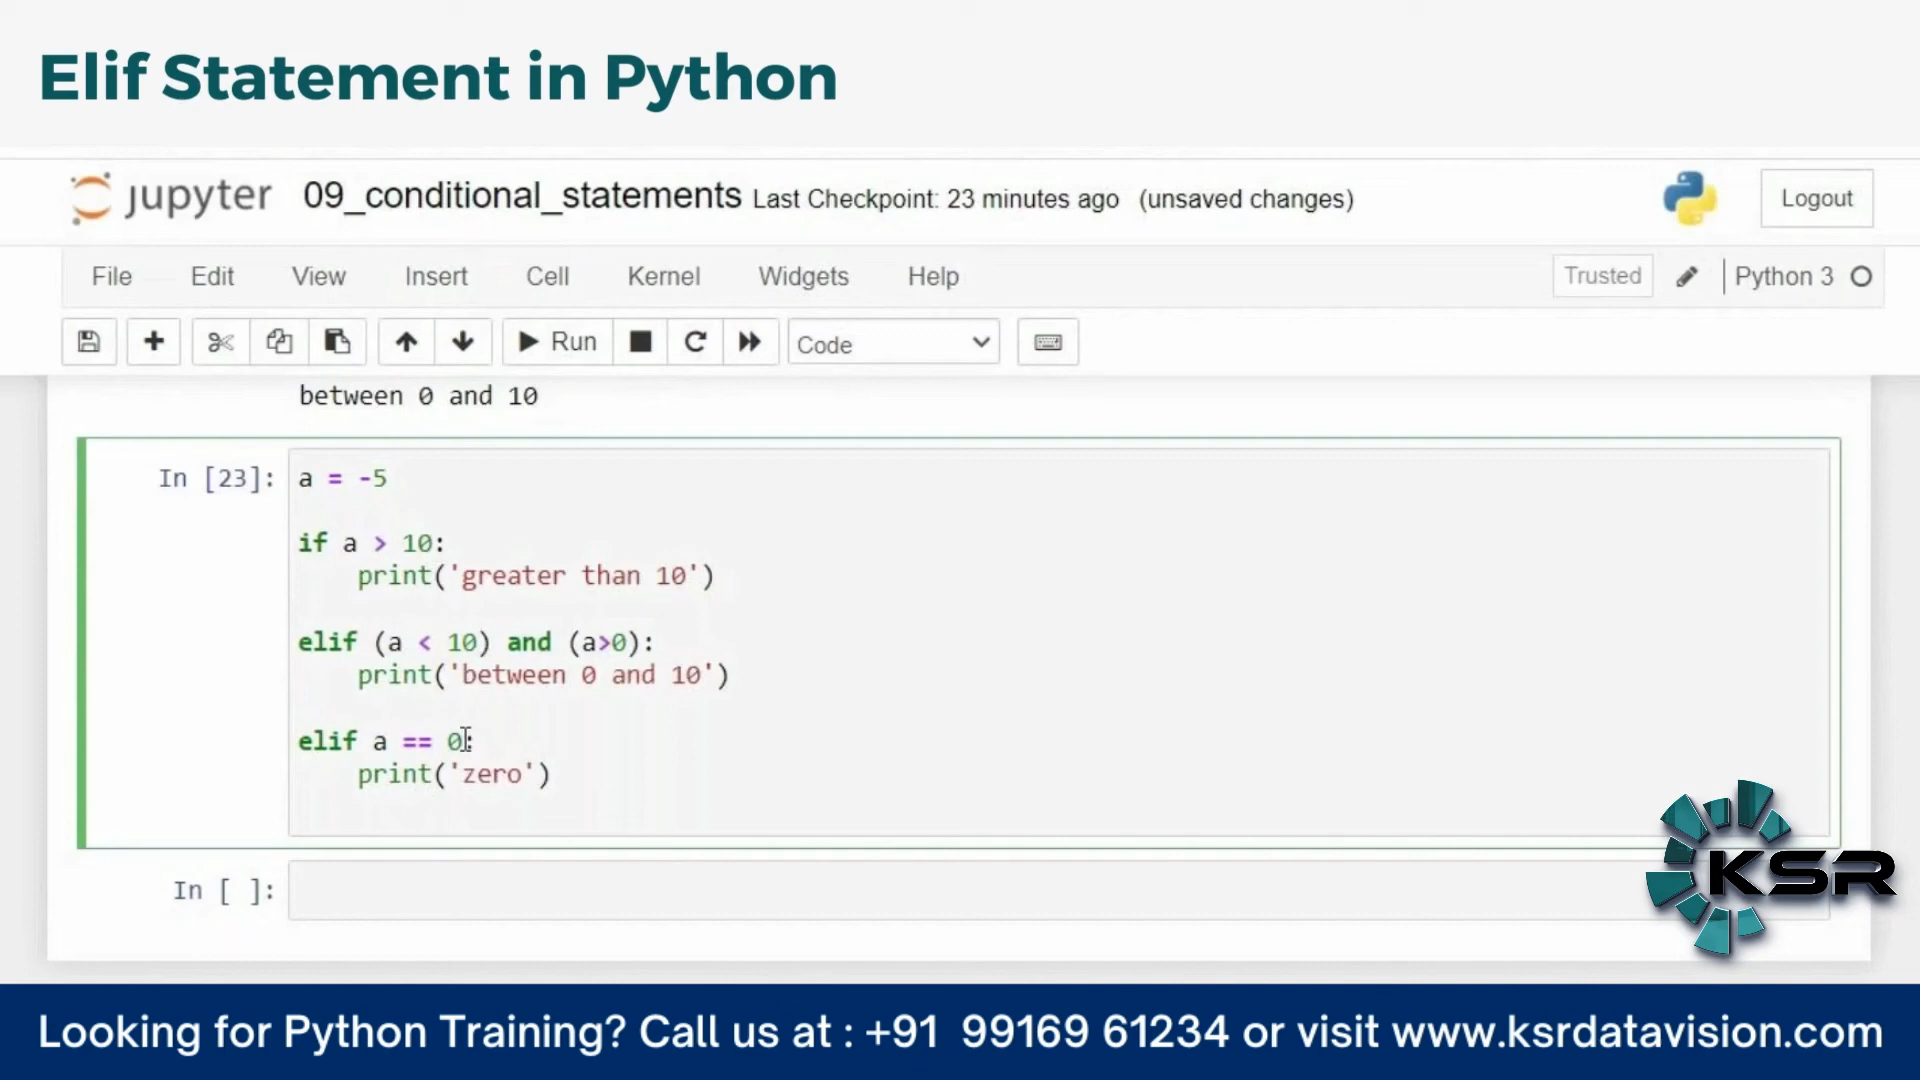 Elif Statement in Python
jupyter 09_conditional_statements Last Checkpoint: 23 minutes ago (unsaved changes) Logout
File Edit View Insert Cell Kernel Widgets Help Trusted Python 3
Run Code
between 0 and 10
In [23]: a = -5
if a > 10:
    print('greater than 10')
elif (a < 10) and (a>0):
    print('between 0 and 10')
elif a == 0:
    print('zero')
In [ ]:
KSR
Looking for Python Training? Call us at : +91 99169 61234 or visit www.ksrdatavision.com